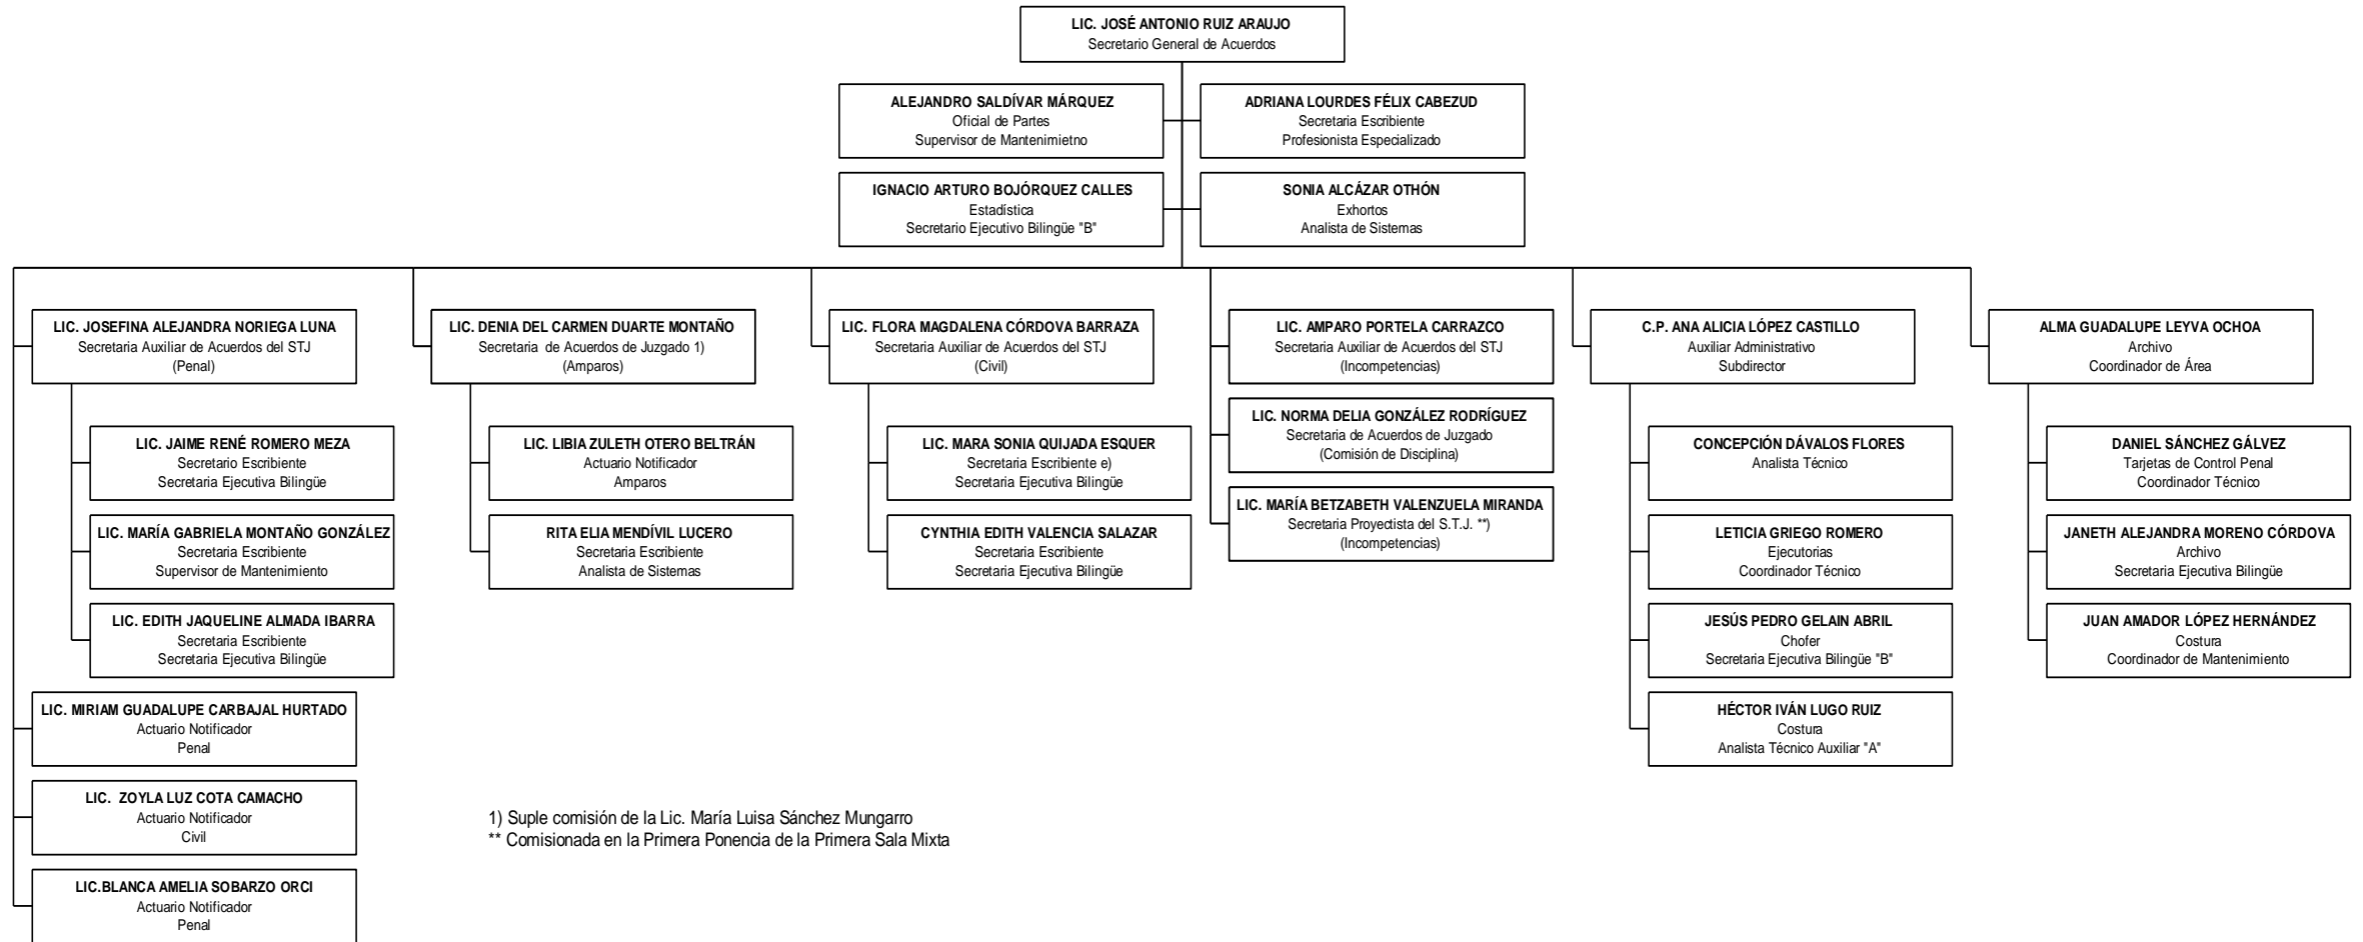 LIC. JOSÉ ANTONIO RUIZ ARAUJO
Secretario General de Acuerdos
ALEJANDRO SALDÍVAR MÁRQUEZ
Oficial de Partes
Supervisor de Mantenimietno
ADRIANA LOURDES FÉLIX CABEZUD
Secretaria Escribiente
Profesionista Especializado
IGNACIO ARTURO BOJÓRQUEZ CALLES
Estadística
Secretario Ejecutivo Bilingüe "B"
SONIA ALCÁZAR OTHÓN
Exhortos
Analista de Sistemas
LIC. JOSEFINA ALEJANDRA NORIEGA LUNA
Secretaria Auxiliar de Acuerdos del STJ
(Penal)
LIC. JAIME RENÉ ROMERO MEZA
Secretario Escribiente
Secretaria Ejecutiva Bilingüe
LIC. MARÍA GABRIELA MONTAÑO GONZÁLEZ
Secretaria Escribiente
Supervisor de Mantenimiento
LIC. EDITH JAQUELINE ALMADA IBARRA
Secretaria Escribiente
Secretaria Ejecutiva Bilingüe
LIC. MIRIAM GUADALUPE CARBAJAL HURTADO
Actuario Notificador
Penal
LIC. ZOYLA LUZ COTA CAMACHO
Actuario Notificador
Civil
LIC.BLANCA AMELIA SOBARZO ORCI
Actuario Notificador
Penal
LIC. DENIA DEL CARMEN DUARTE MONTAÑO
Secretaria de Acuerdos de Juzgado 1)
(Amparos)
LIC. LIBIA ZULETH OTERO BELTRÁN
Actuario Notificador
Amparos
RITA ELIA MENDÍVIL LUCERO
Secretaria Escribiente
Analista de Sistemas
LIC. FLORA MAGDALENA CÓRDOVA BARRAZA
Secretaria Auxiliar de Acuerdos del STJ
(Civil)
LIC. MARA SONIA QUIJADA ESQUER
Secretaria Escribiente e)
Secretaria Ejecutiva Bilingüe
CYNTHIA EDITH VALENCIA SALAZAR
Secretaria Escribiente
Secretaria Ejecutiva Bilingüe
LIC. AMPARO PORTELA CARRAZCO
Secretaria Auxiliar de Acuerdos del STJ
(Incompetencias)
LIC. NORMA DELIA GONZÁLEZ RODRÍGUEZ
Secretaria de Acuerdos de Juzgado
(Comisión de Disciplina)
LIC. MARÍA BETZABETH VALENZUELA MIRANDA
Secretaria Proyectista del S.T.J. **)
(Incompetencias)
C.P. ANA ALICIA LÓPEZ CASTILLO
Auxiliar Administrativo
Subdirector
CONCEPCIÓN DÁVALOS FLORES
Analista Técnico
LETICIA GRIEGO ROMERO
Ejecutorias
Coordinador Técnico
JESÚS PEDRO GELAIN ABRIL
Chofer
Secretaria Ejecutiva Bilingüe "B"
HÉCTOR IVÁN LUGO RUIZ
Costura
Analista Técnico Auxiliar "A"
ALMA GUADALUPE LEYVA OCHOA
Archivo
Coordinador de Área
DANIEL SÁNCHEZ GÁLVEZ
Tarjetas de Control Penal
Coordinador Técnico
JANETH ALEJANDRA MORENO CÓRDOVA
Archivo
Secretaria Ejecutiva Bilingüe
JUAN AMADOR LÓPEZ HERNÁNDEZ
Costura
Coordinador de Mantenimiento
1) Suple comisión de la Lic. María Luisa Sánchez Mungarro
** Comisionada en la Primera Ponencia de la Primera Sala Mixta